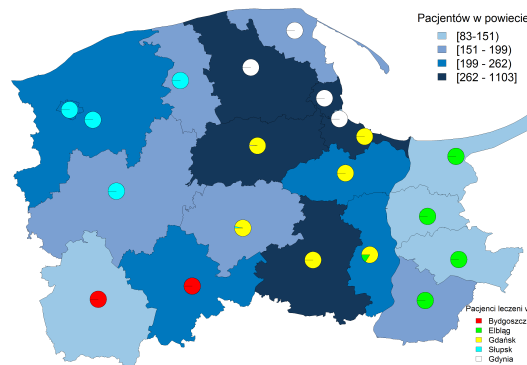 Pacjentów w powiecie
[83-151)
[151 - 199)
[199 - 262)
[262 - 1103]
Pacjenci leczeni w
Bydgoszcz
Elbląg
Gdańsk
Słupsk
Gdynia